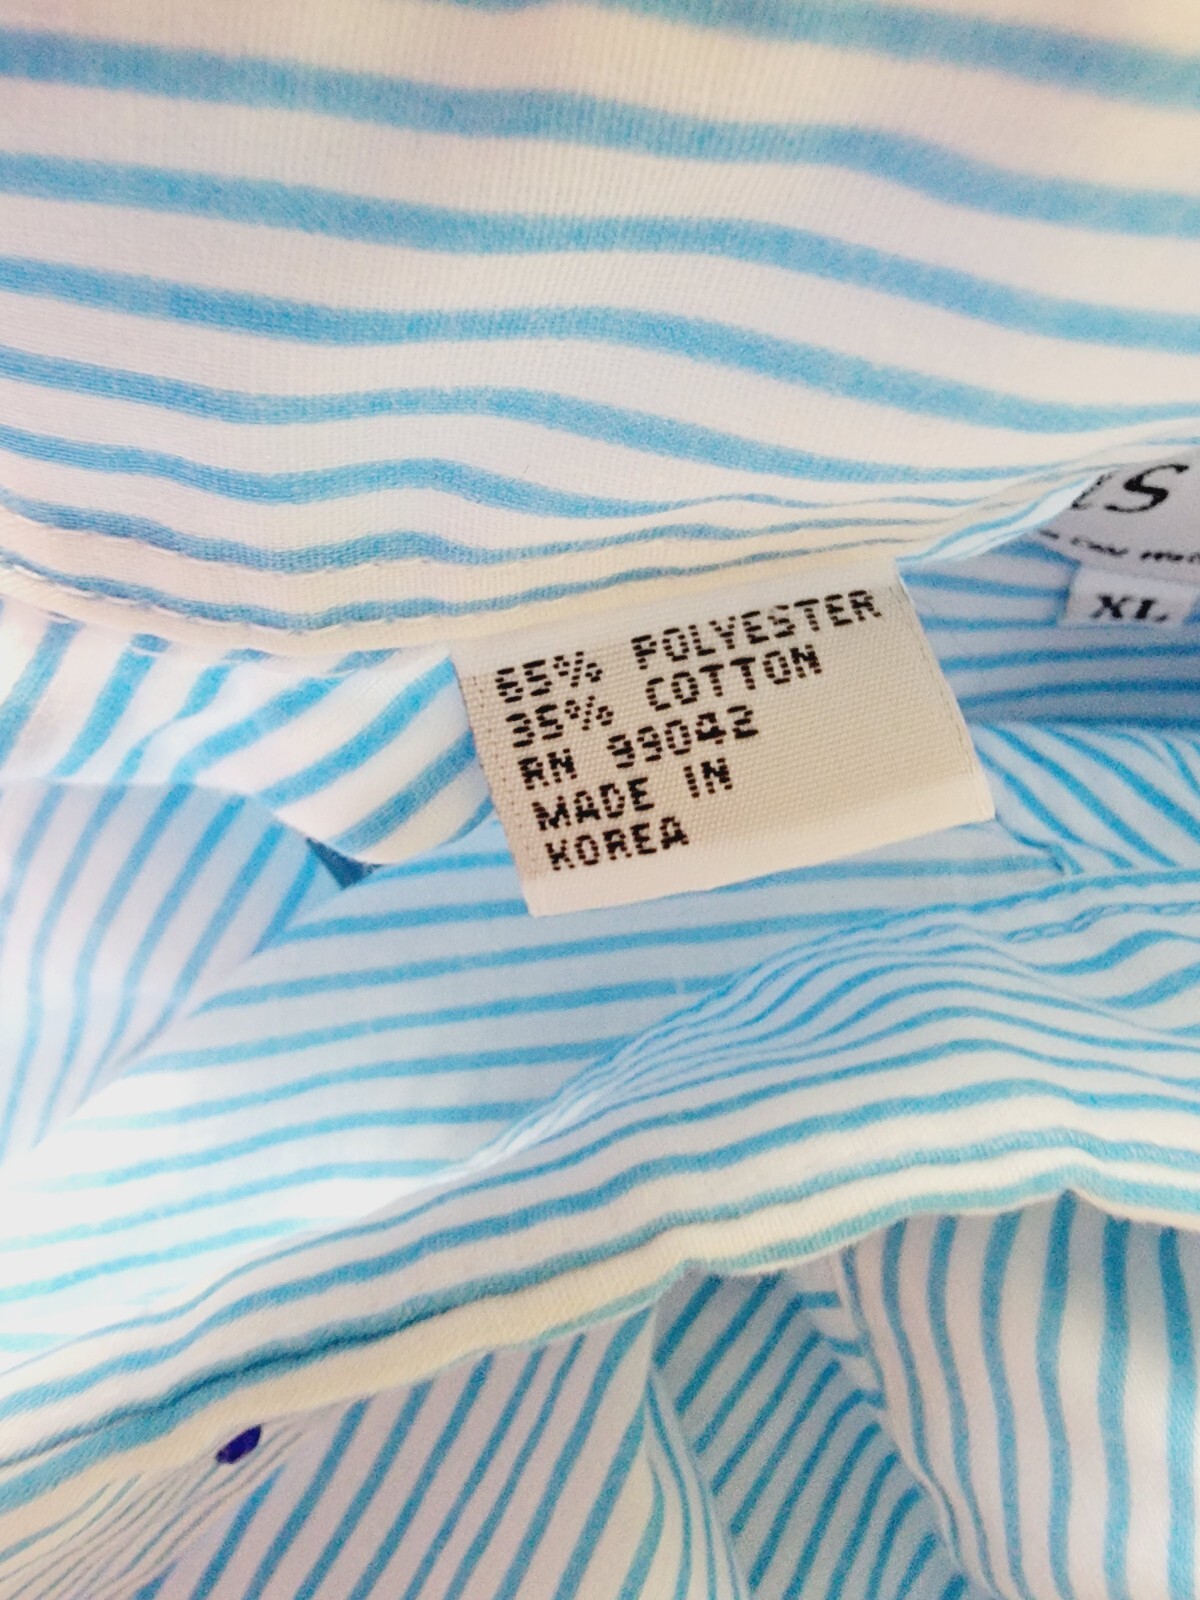 65% POLYESTER
35% COTTON
RN 99042
MADE IN
KOREA
XL